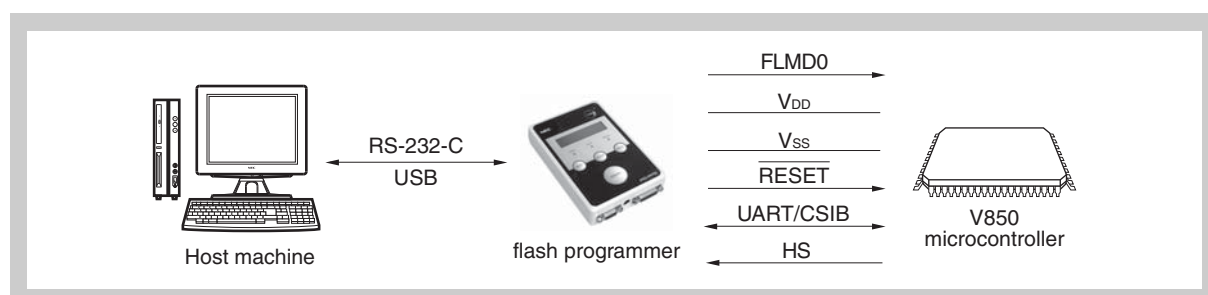 FLMD0
VDD
VSS
RESET
UART/CSIB
HS
RS-232-C
USB
Host machine
flash programmer
V850
microcontroller